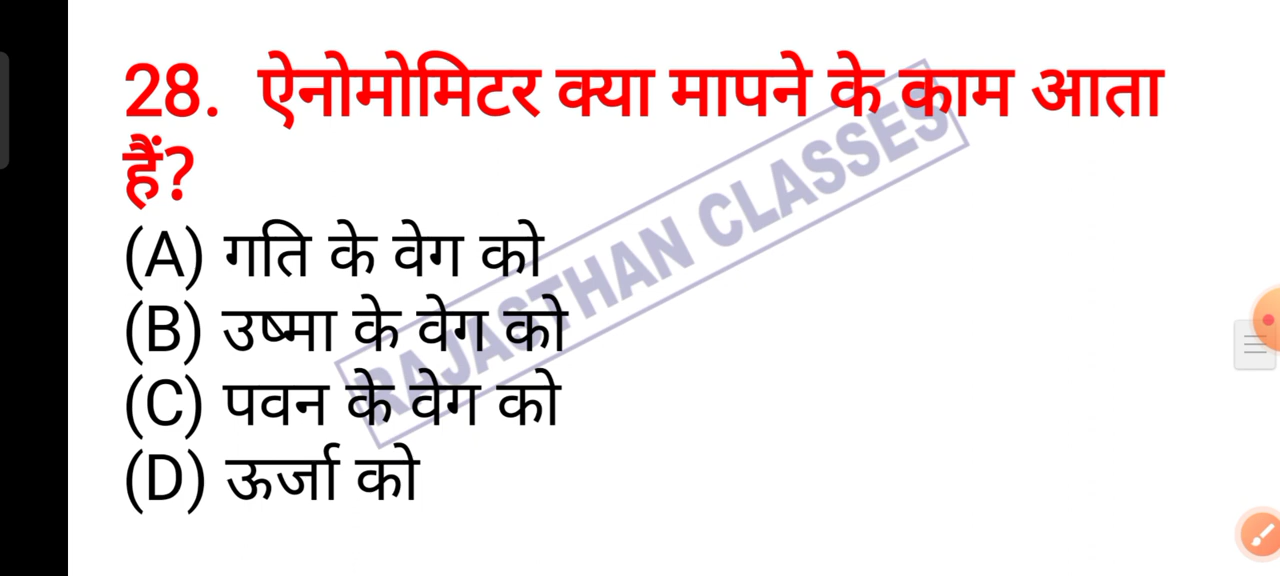 28. ऐनोमोमिटर क्या मापने के काम आता
हैं?
(A) गति के वेग को
(B) उष्मा के वेग को
(C) पवन के वेग को
(D) ऊर्जा को
RAJASTHAN CLASSES